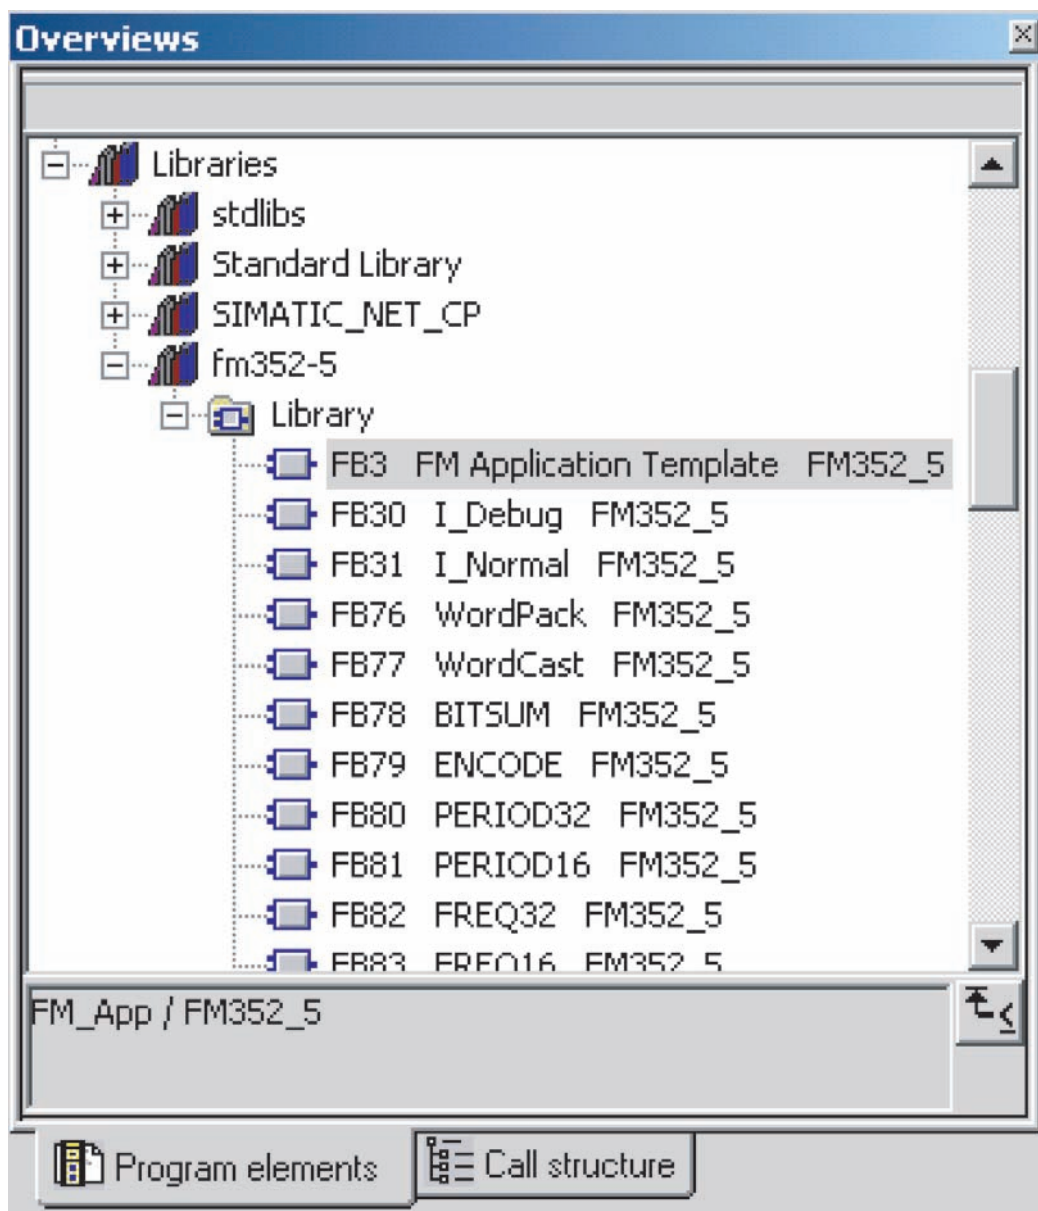 Overviews
Libraries
stdlibs
Standard Library
SIMATIC_NET_CP
fm352-5
Library
FB3 FM Application Template FM352_5
FB30 I_Debug FM352_5
FB31 I_Normal FM352_5
FB76 WordPack FM352_5
FB77 WordCast FM352_5
FB78 BITSUM FM352_5
FB79 ENCODE FM352_5
FB80 PERIOD32 FM352_5
FB81 PERIOD16 FM352_5
FB82 FREQ32 FM352_5
FB83 FREQ16 FM352_5
FM_App / FM352_5
Program elements
Call structure